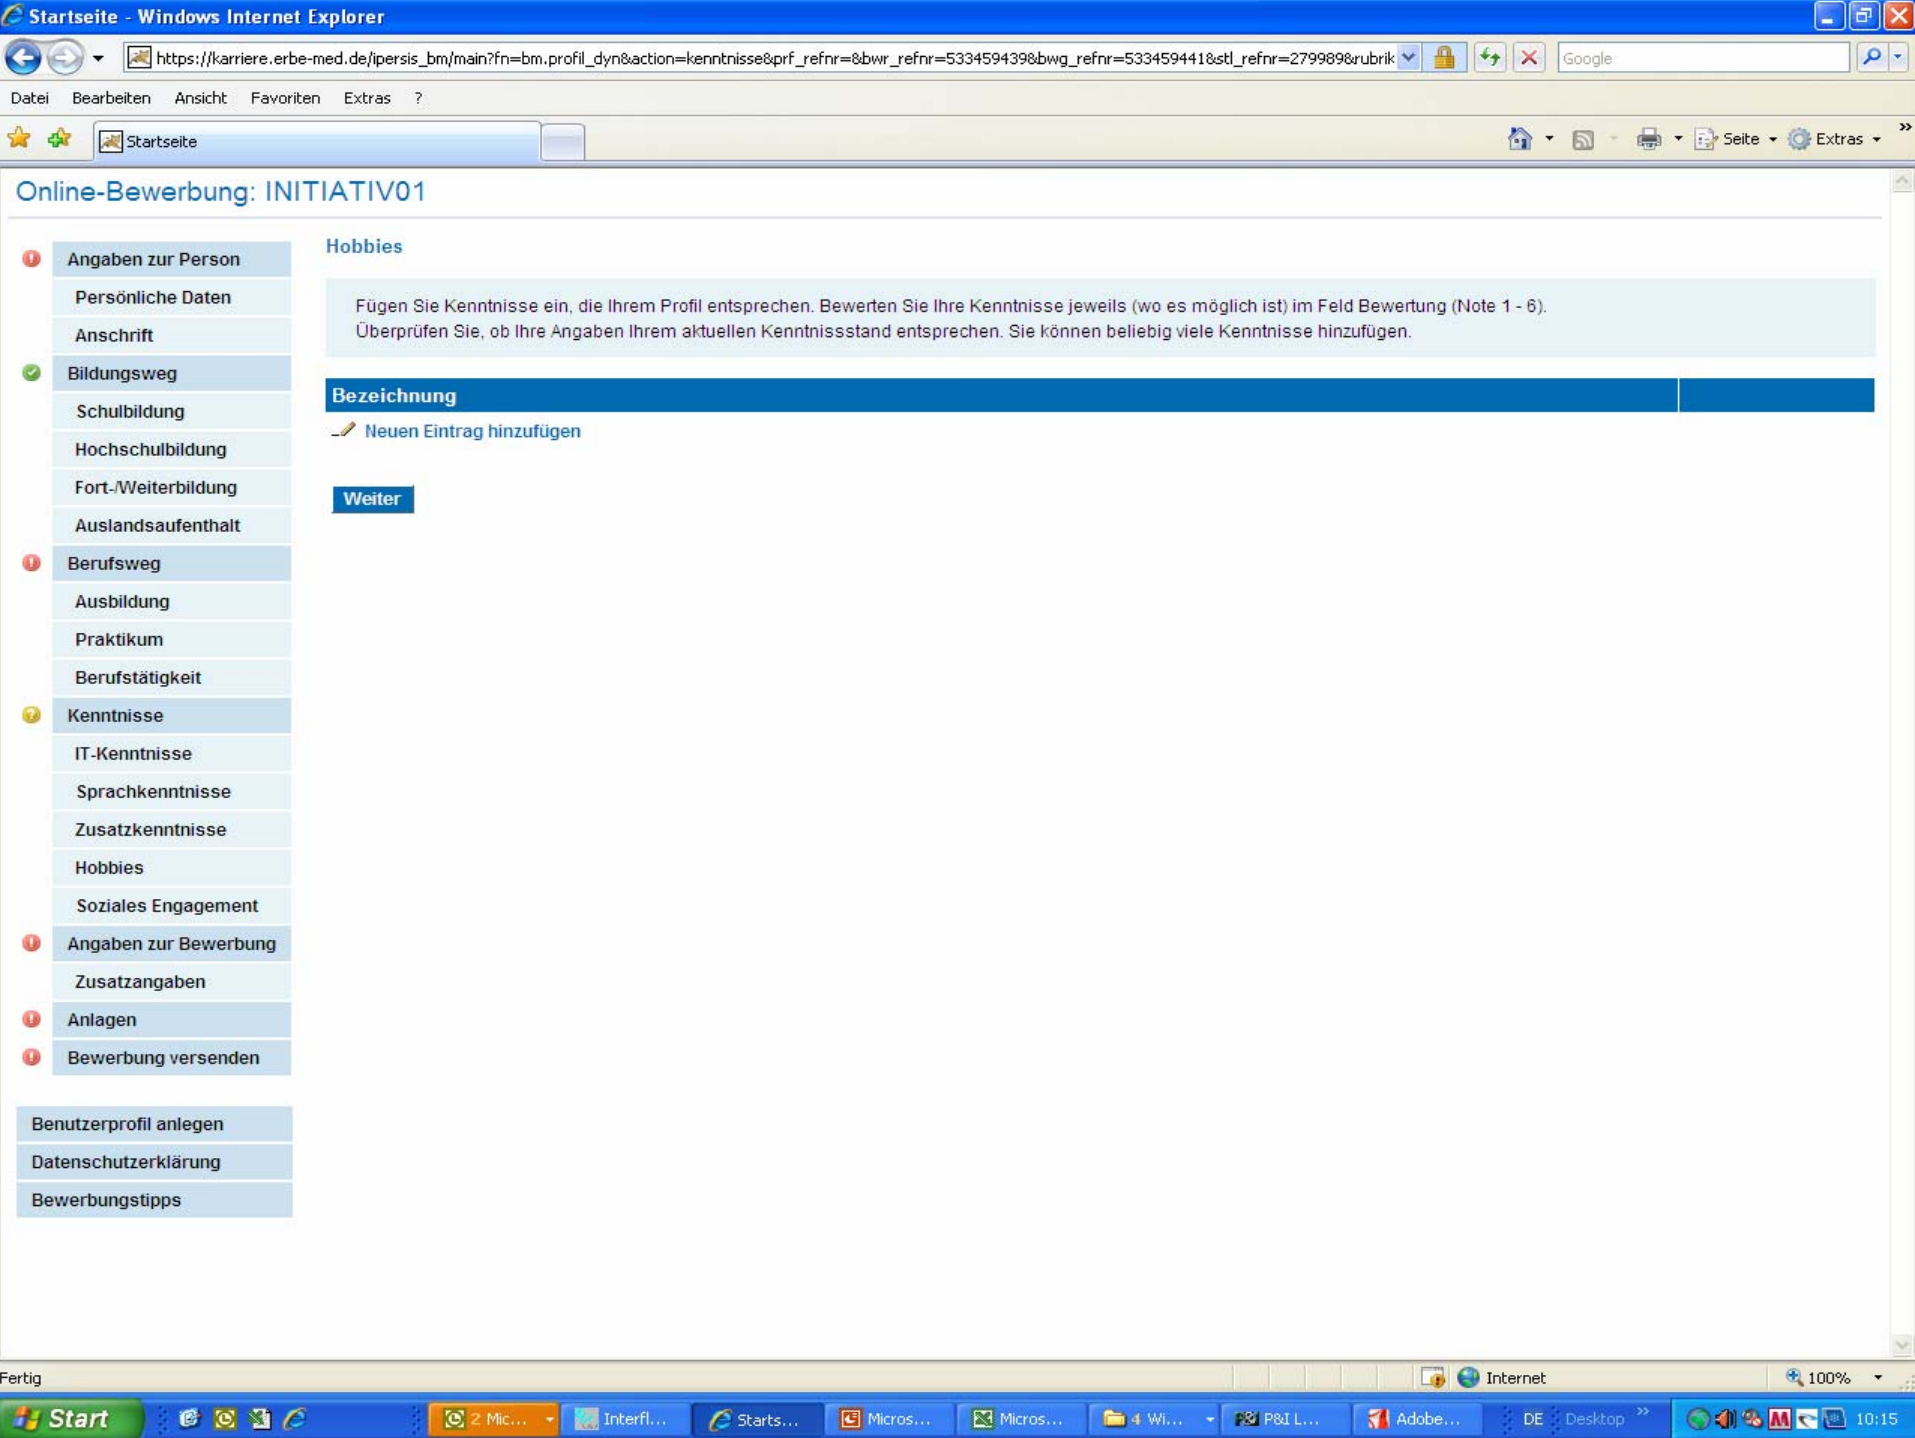 Startseite - Windows Internet Explorer
https://karriere.erbe-med.de/ipersis_bm/main?fn=bm.profil_dyn&action=kenntnisse&prf_refnr=&bwr_refnr=533459439&bwg_refnr=533459441&stl_refnr=279989&rubrik
Google
Datei Bearbeiten Ansicht Favoriten Extras ?
Startseite
Seite Extras »
Online-Bewerbung: INITIATIV01
Angaben zur Person
Persönliche Daten
Anschrift
Bildungsweg
Schulbildung
Hochschulbildung
Fort-/Weiterbildung
Auslandsaufenthalt
Berufsweg
Ausbildung
Praktikum
Berufstätigkeit
Kenntnisse
IT-Kenntnisse
Sprachkenntnisse
Zusatzkenntnisse
Hobbies
Soziales Engagement
Angaben zur Bewerbung
Zusatzangaben
Anlagen
Bewerbung versenden
Benutzerprofil anlegen
Datenschutzerklärung
Bewerbungstipps
Hobbies
Fügen Sie Kenntnisse ein, die Ihrem Profil entsprechen. Bewerten Sie Ihre Kenntnisse jeweils (wo es möglich ist) im Feld Bewertung (Note 1 - 6).
Überprüfen Sie, ob Ihre Angaben Ihrem aktuellen Kenntnissstand entsprechen. Sie können beliebig viele Kenntnisse hinzufügen.
Bezeichnung
Neuen Eintrag hinzufügen
Weiter
Fertig
Internet
100%
Start
2 Mic...
Interfl...
Starts...
Micros...
Micros...
4 Wi...
P&I L...
Adobe...
DE
Desktop »
10:15